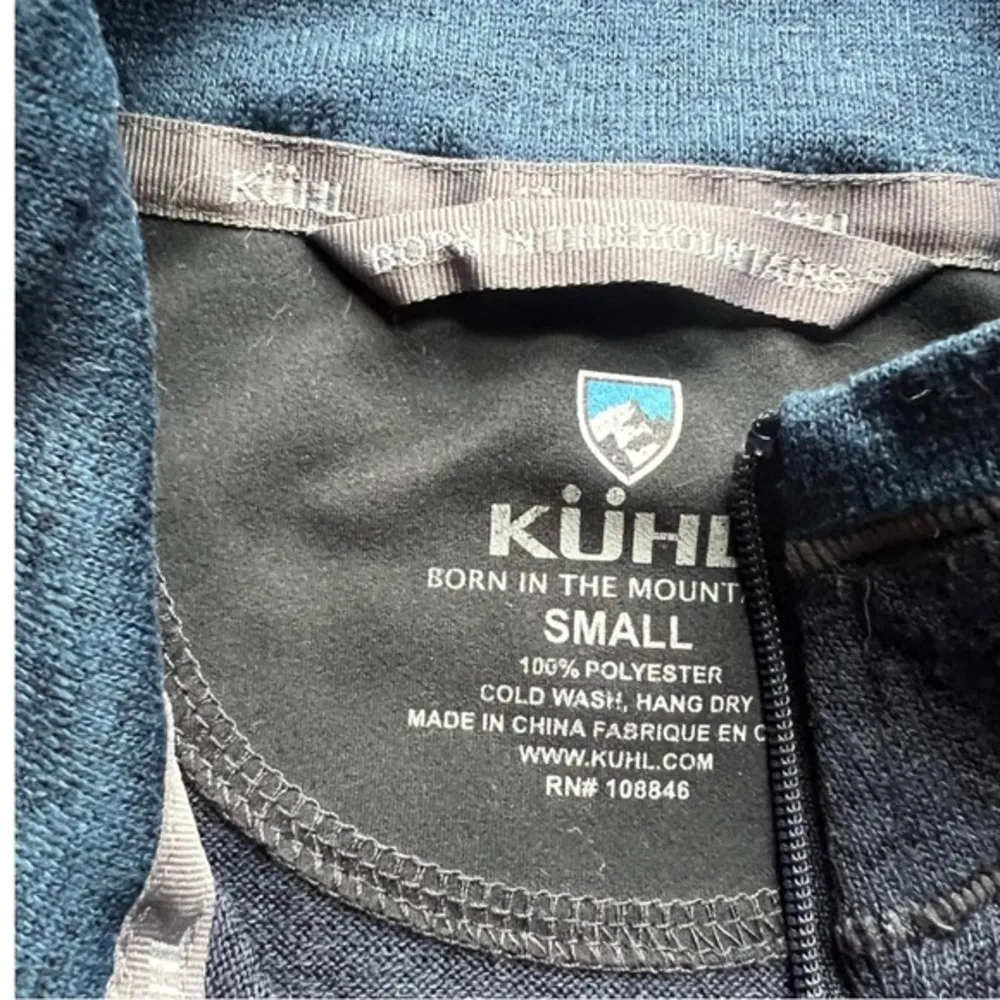 KÜHL
KÜHL
BORN IN THE MOUNTAINS
KÜHL
BORN IN THE MOUNT
SMALL
100% POLYESTER
COLD WASH, HANG DRY
MADE IN CHINA FABRIQUE EN C
WWW.KUHL.COM
RN# 108846